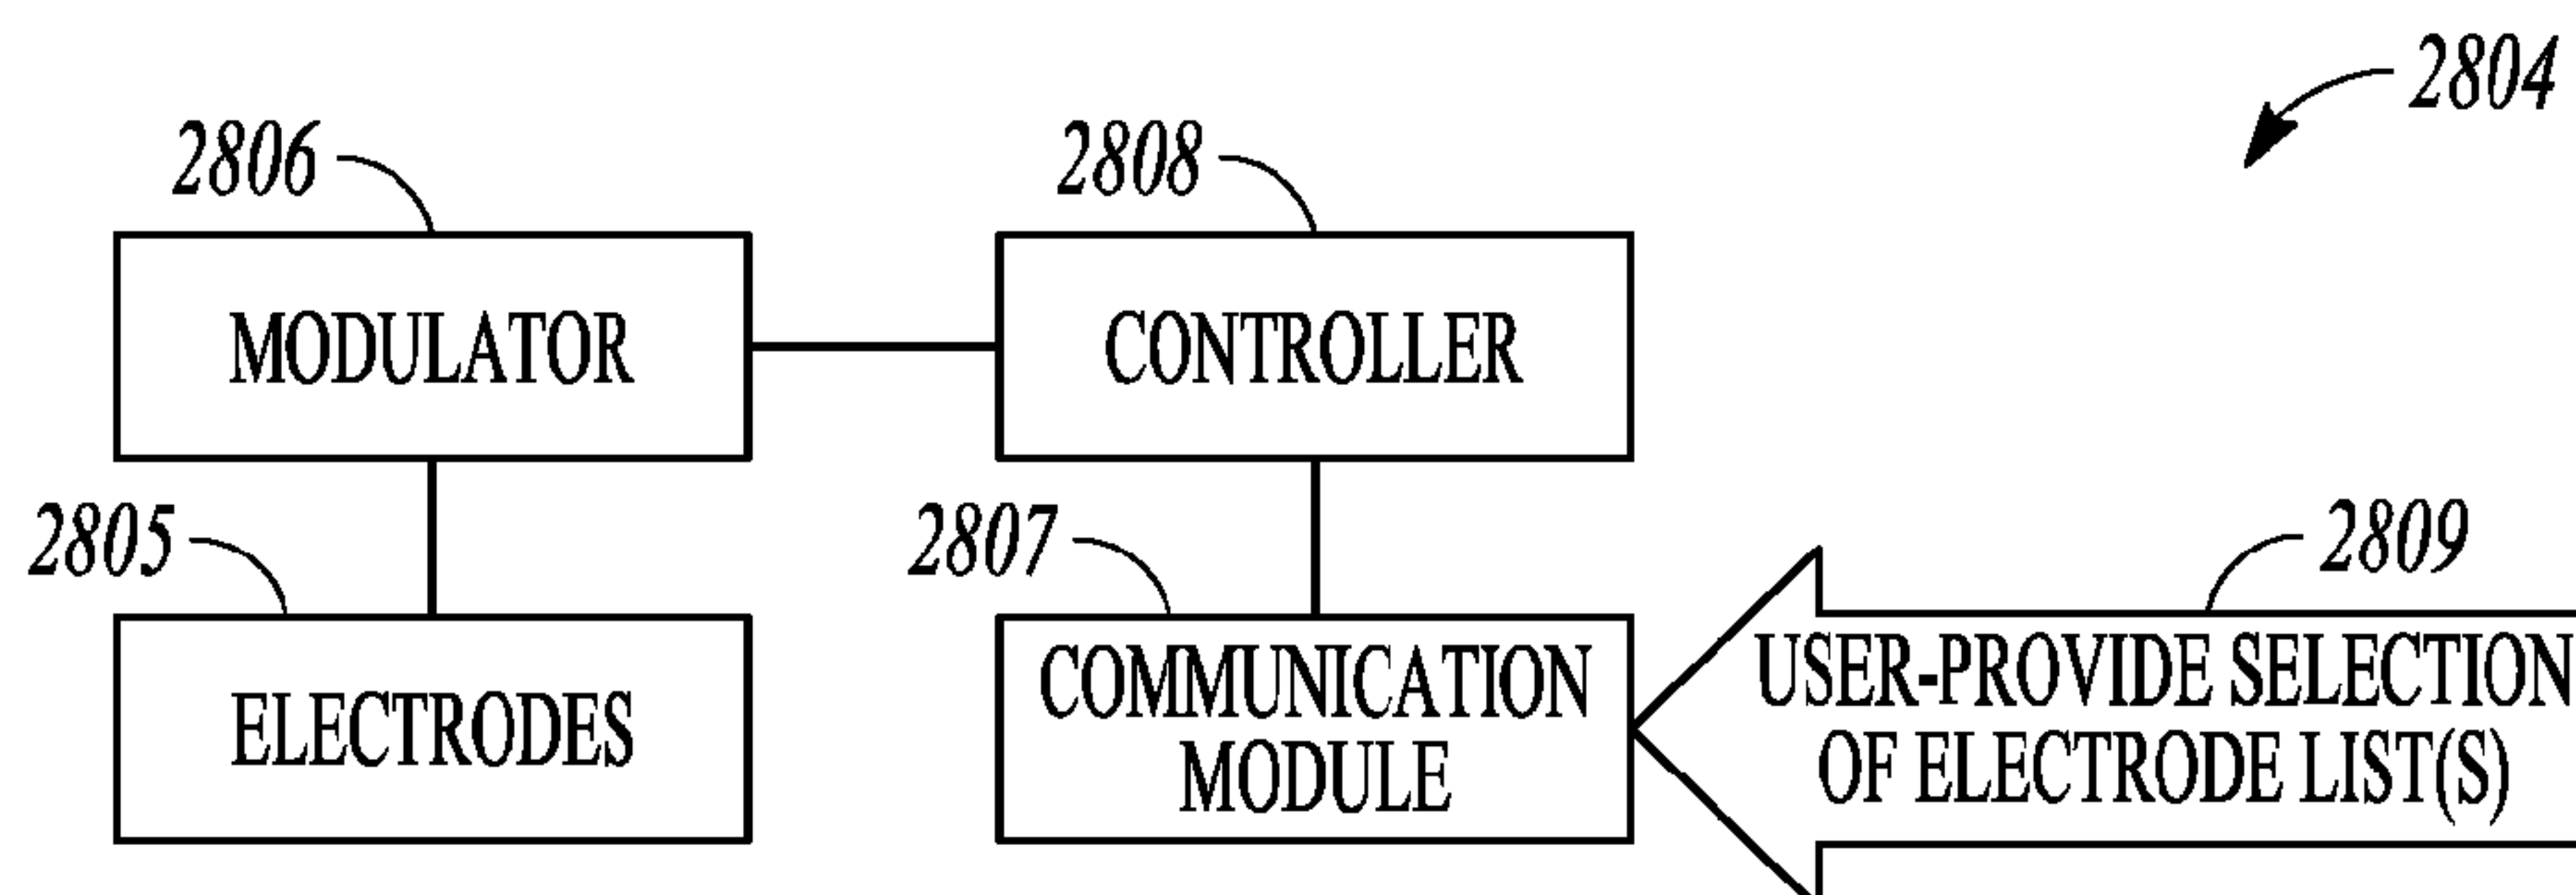 2804
2806
2808
MODULATOR
CONTROLLER
2805
2807
2809
ELECTRODES
COMMUNICATION
MODULE
USER-PROVIDE SELECTION
OF ELECTRODE LIST(S)